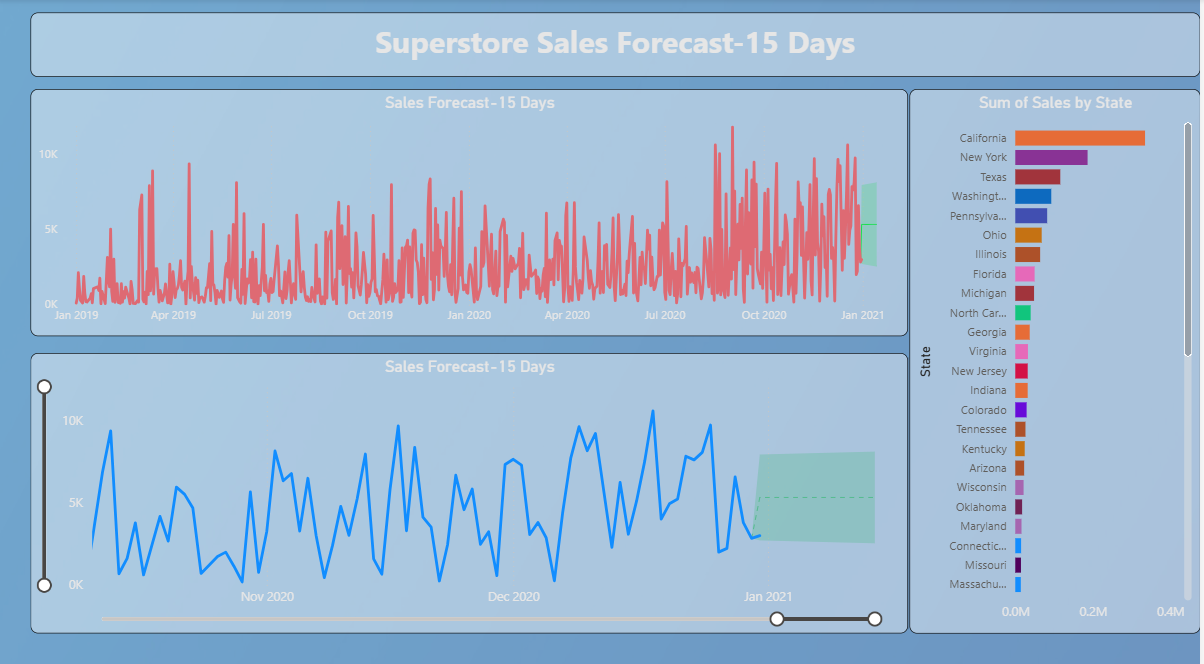 Superstore Sales Forecast-15 Days
Sales Forecast-15 Days
10K
5K
0K
Jan 2019 Apr 2019 Jul 2019 Oct 2019 Jan 2020 Apr 2020 Jul 2020 Oct 2020 Jan 2021
Sales Forecast-15 Days
10K
5K
0K
Nov 2020 Dec 2020 Jan 2021
Sum of Sales by State
State
California
New York
Texas
Washingt...
Pennsylva...
Ohio
Illinois
Florida
Michigan
North Car...
Georgia
Virginia
New Jersey
Indiana
Colorado
Tennessee
Kentucky
Arizona
Wisconsin
Oklahoma
Maryland
Connectic...
Missouri
Massachu...
0.0M 0.2M 0.4M